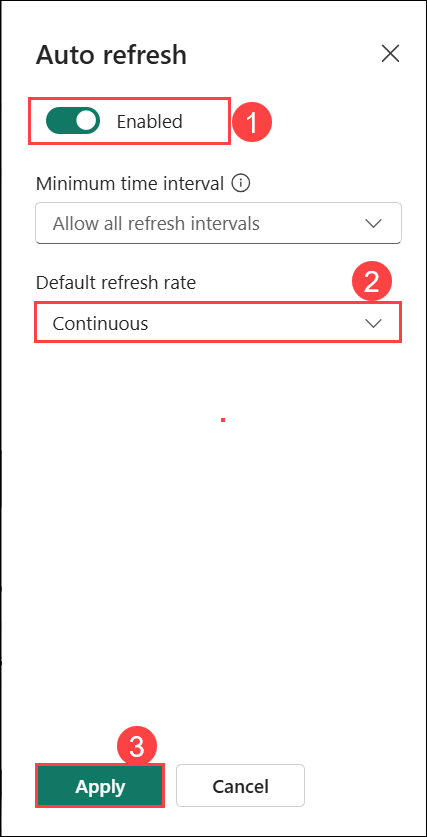 Auto refresh
Enabled 1
Minimum time interval
Allow all refresh intervals
Default refresh rate 2
Continuous
3
Apply Cancel